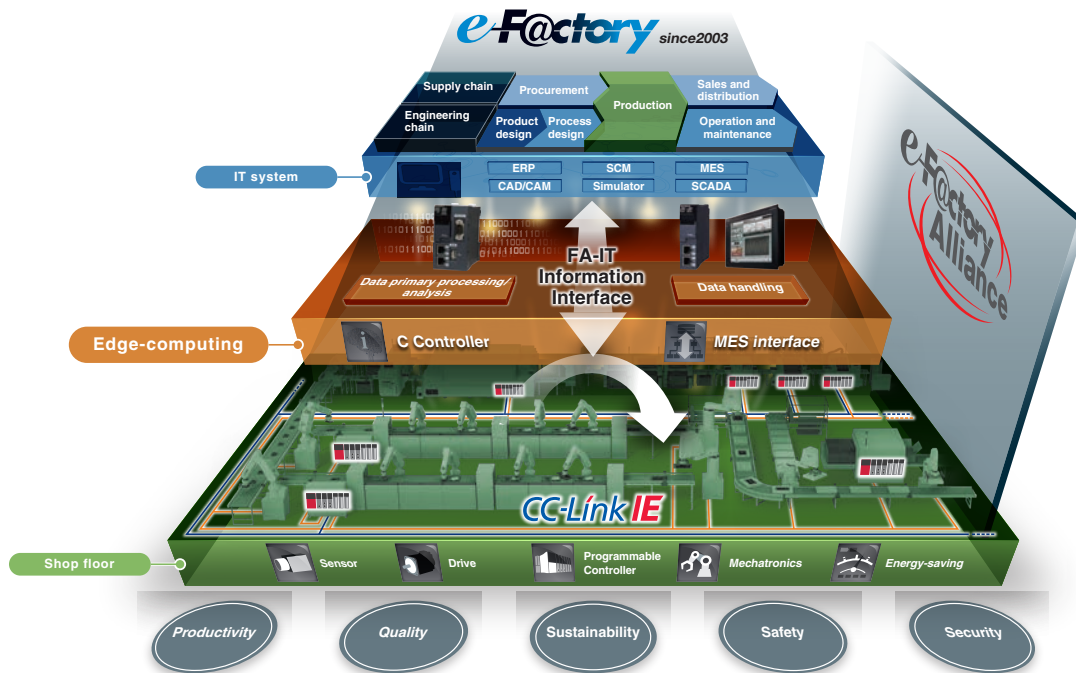 e-F@ctory since2003
Supply chain
Procurement
Production
Sales and
distribution
Engineering
chain
Product
design
Process
design
Operation and
maintenance
IT system
ERP
SCM
MES
CAD/CAM
Simulator
SCADA
e-F@ctory
Alliance
FA-IT
Information
Interface
Data primary processing/
analysis
Data handling
Edge-computing
C Controller
MES interface
CC-Link IE
Shop floor
Sensor
Drive
Programmable
Controller
Mechatronics
Energy-saving
Productivity
Quality
Sustainability
Safety
Security